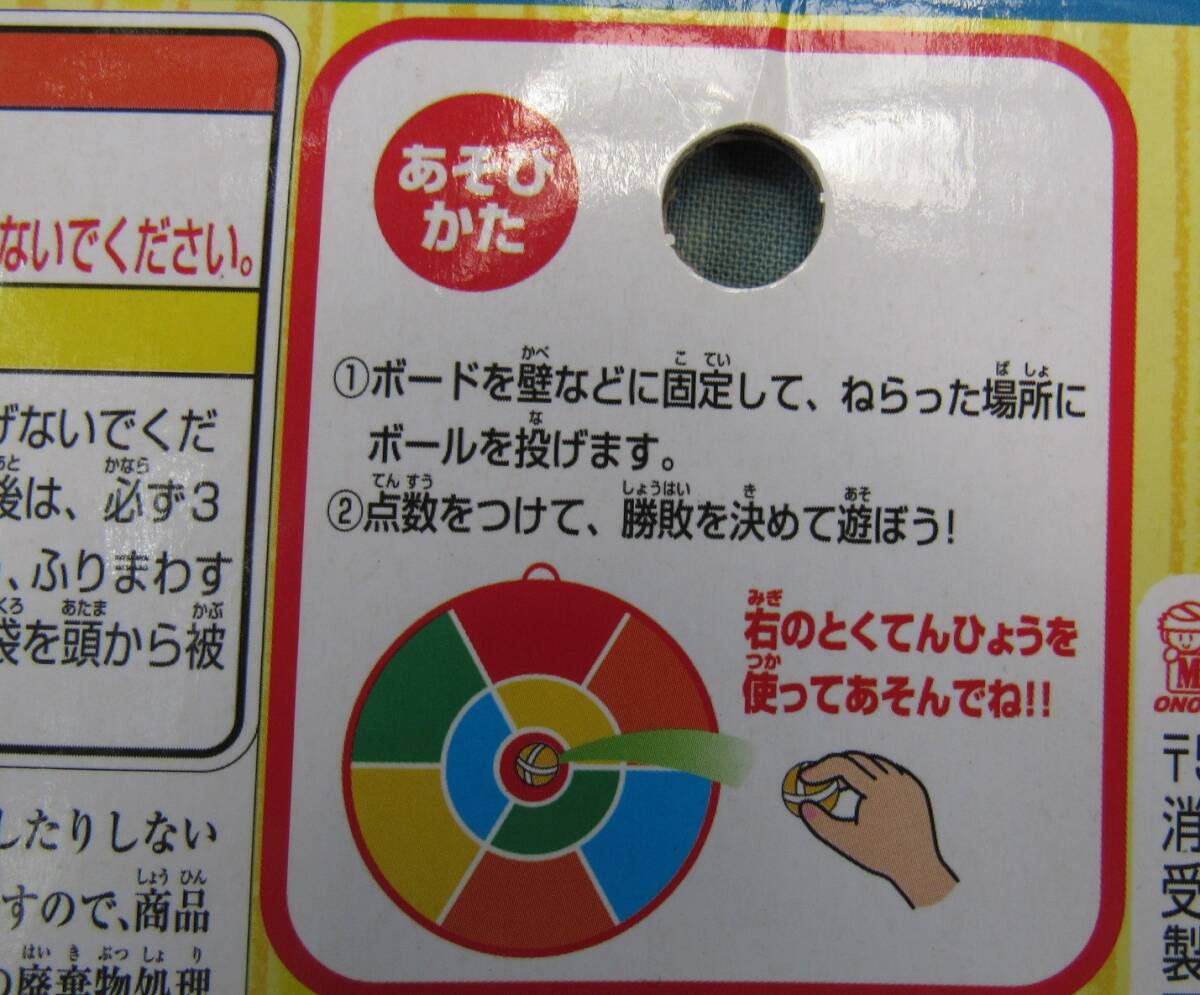 ないでください。
げないでくだ
後は、必ず3
、ふりまわす
袋を頭から被
したりしない
すので、商品
の廃棄物処理
あそび
かた
①ボードを壁などに固定して、ねらった場所に
ボールを投げます。
②点数をつけて、勝敗を決めて遊ぼう!
右のとくてんひょうを
使ってあそんでね!!
M
ONO
〒5
消
受
製